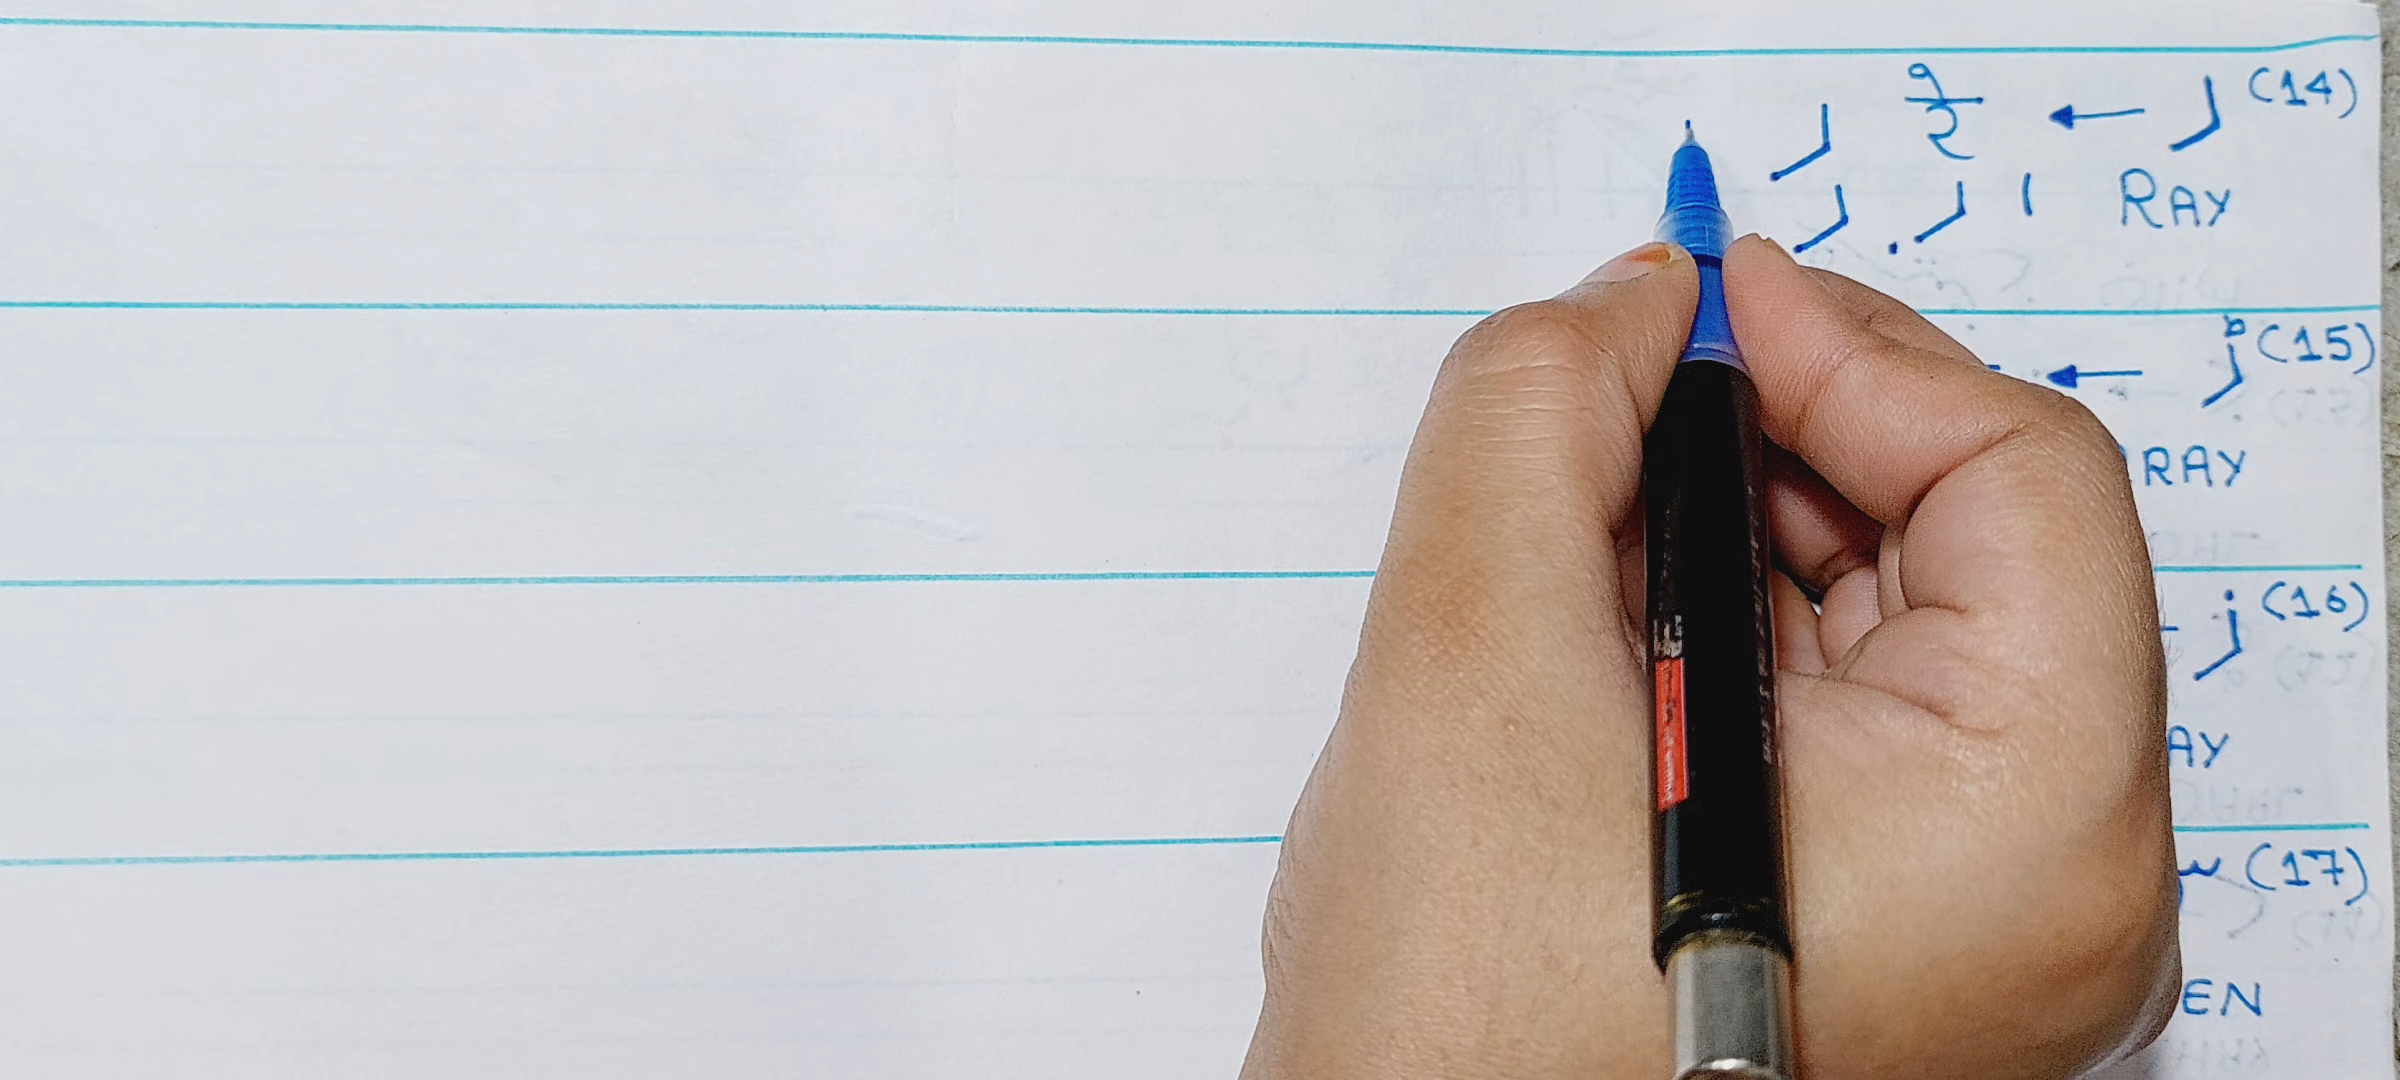 (14) ر ← रे ر
RAY ا ر . ر
(15) ڑ ←
RAY
(16) ز
AY
(17)
EN